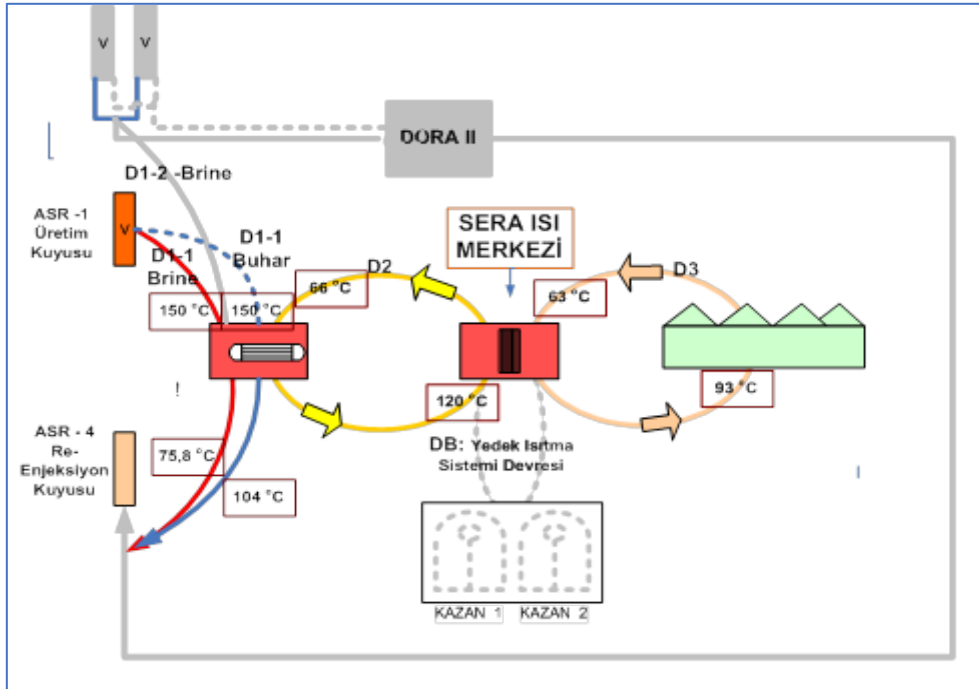 V
V
DORA II
D1-2 -Brine
ASR -1
Üretim
Kuyusu
V
D1-1
Brine
D1-1
Buhar
SERA ISI
MERKEZİ
D2
D3
66 °C
63 °C
150 °C
150 °C
120 °C
93 °C
!
ASR - 4
Re-
Enjeksiyon
Kuyusu
75,8 °C
104 °C
DB: Yedek Isıtma
Sistemi Devresi
KAZAN 1
KAZAN 2